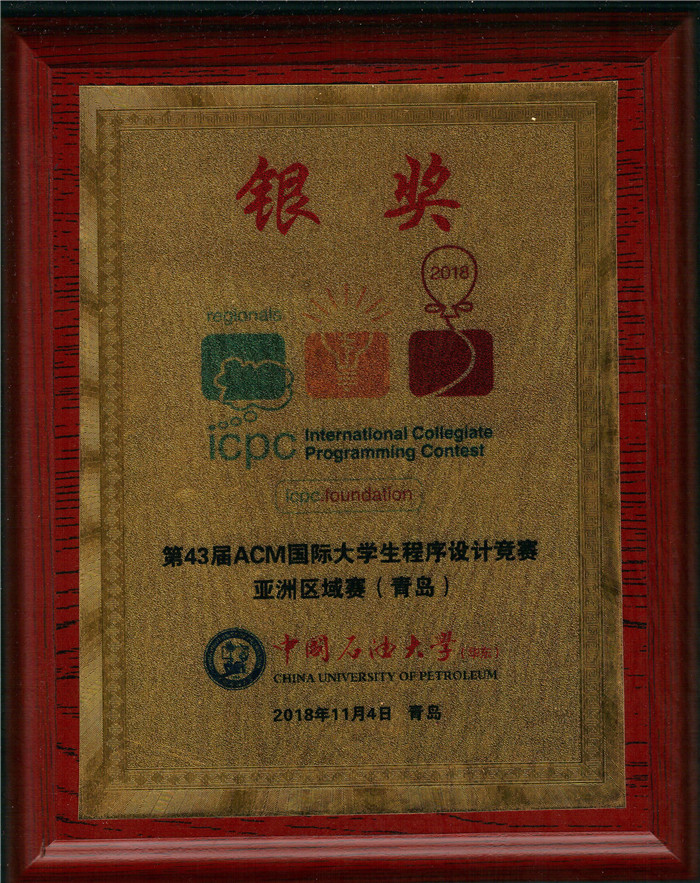 银奖
2018
regionals
icpc International Collegiate
Programming Contest
icpc.foundation
第43届ACM国际大学生程序设计竞赛
亚洲区域赛（青岛）
中国石油大学（华东）
CHINA UNIVERSITY OF PETROLEUM
2018年11月4日 青岛